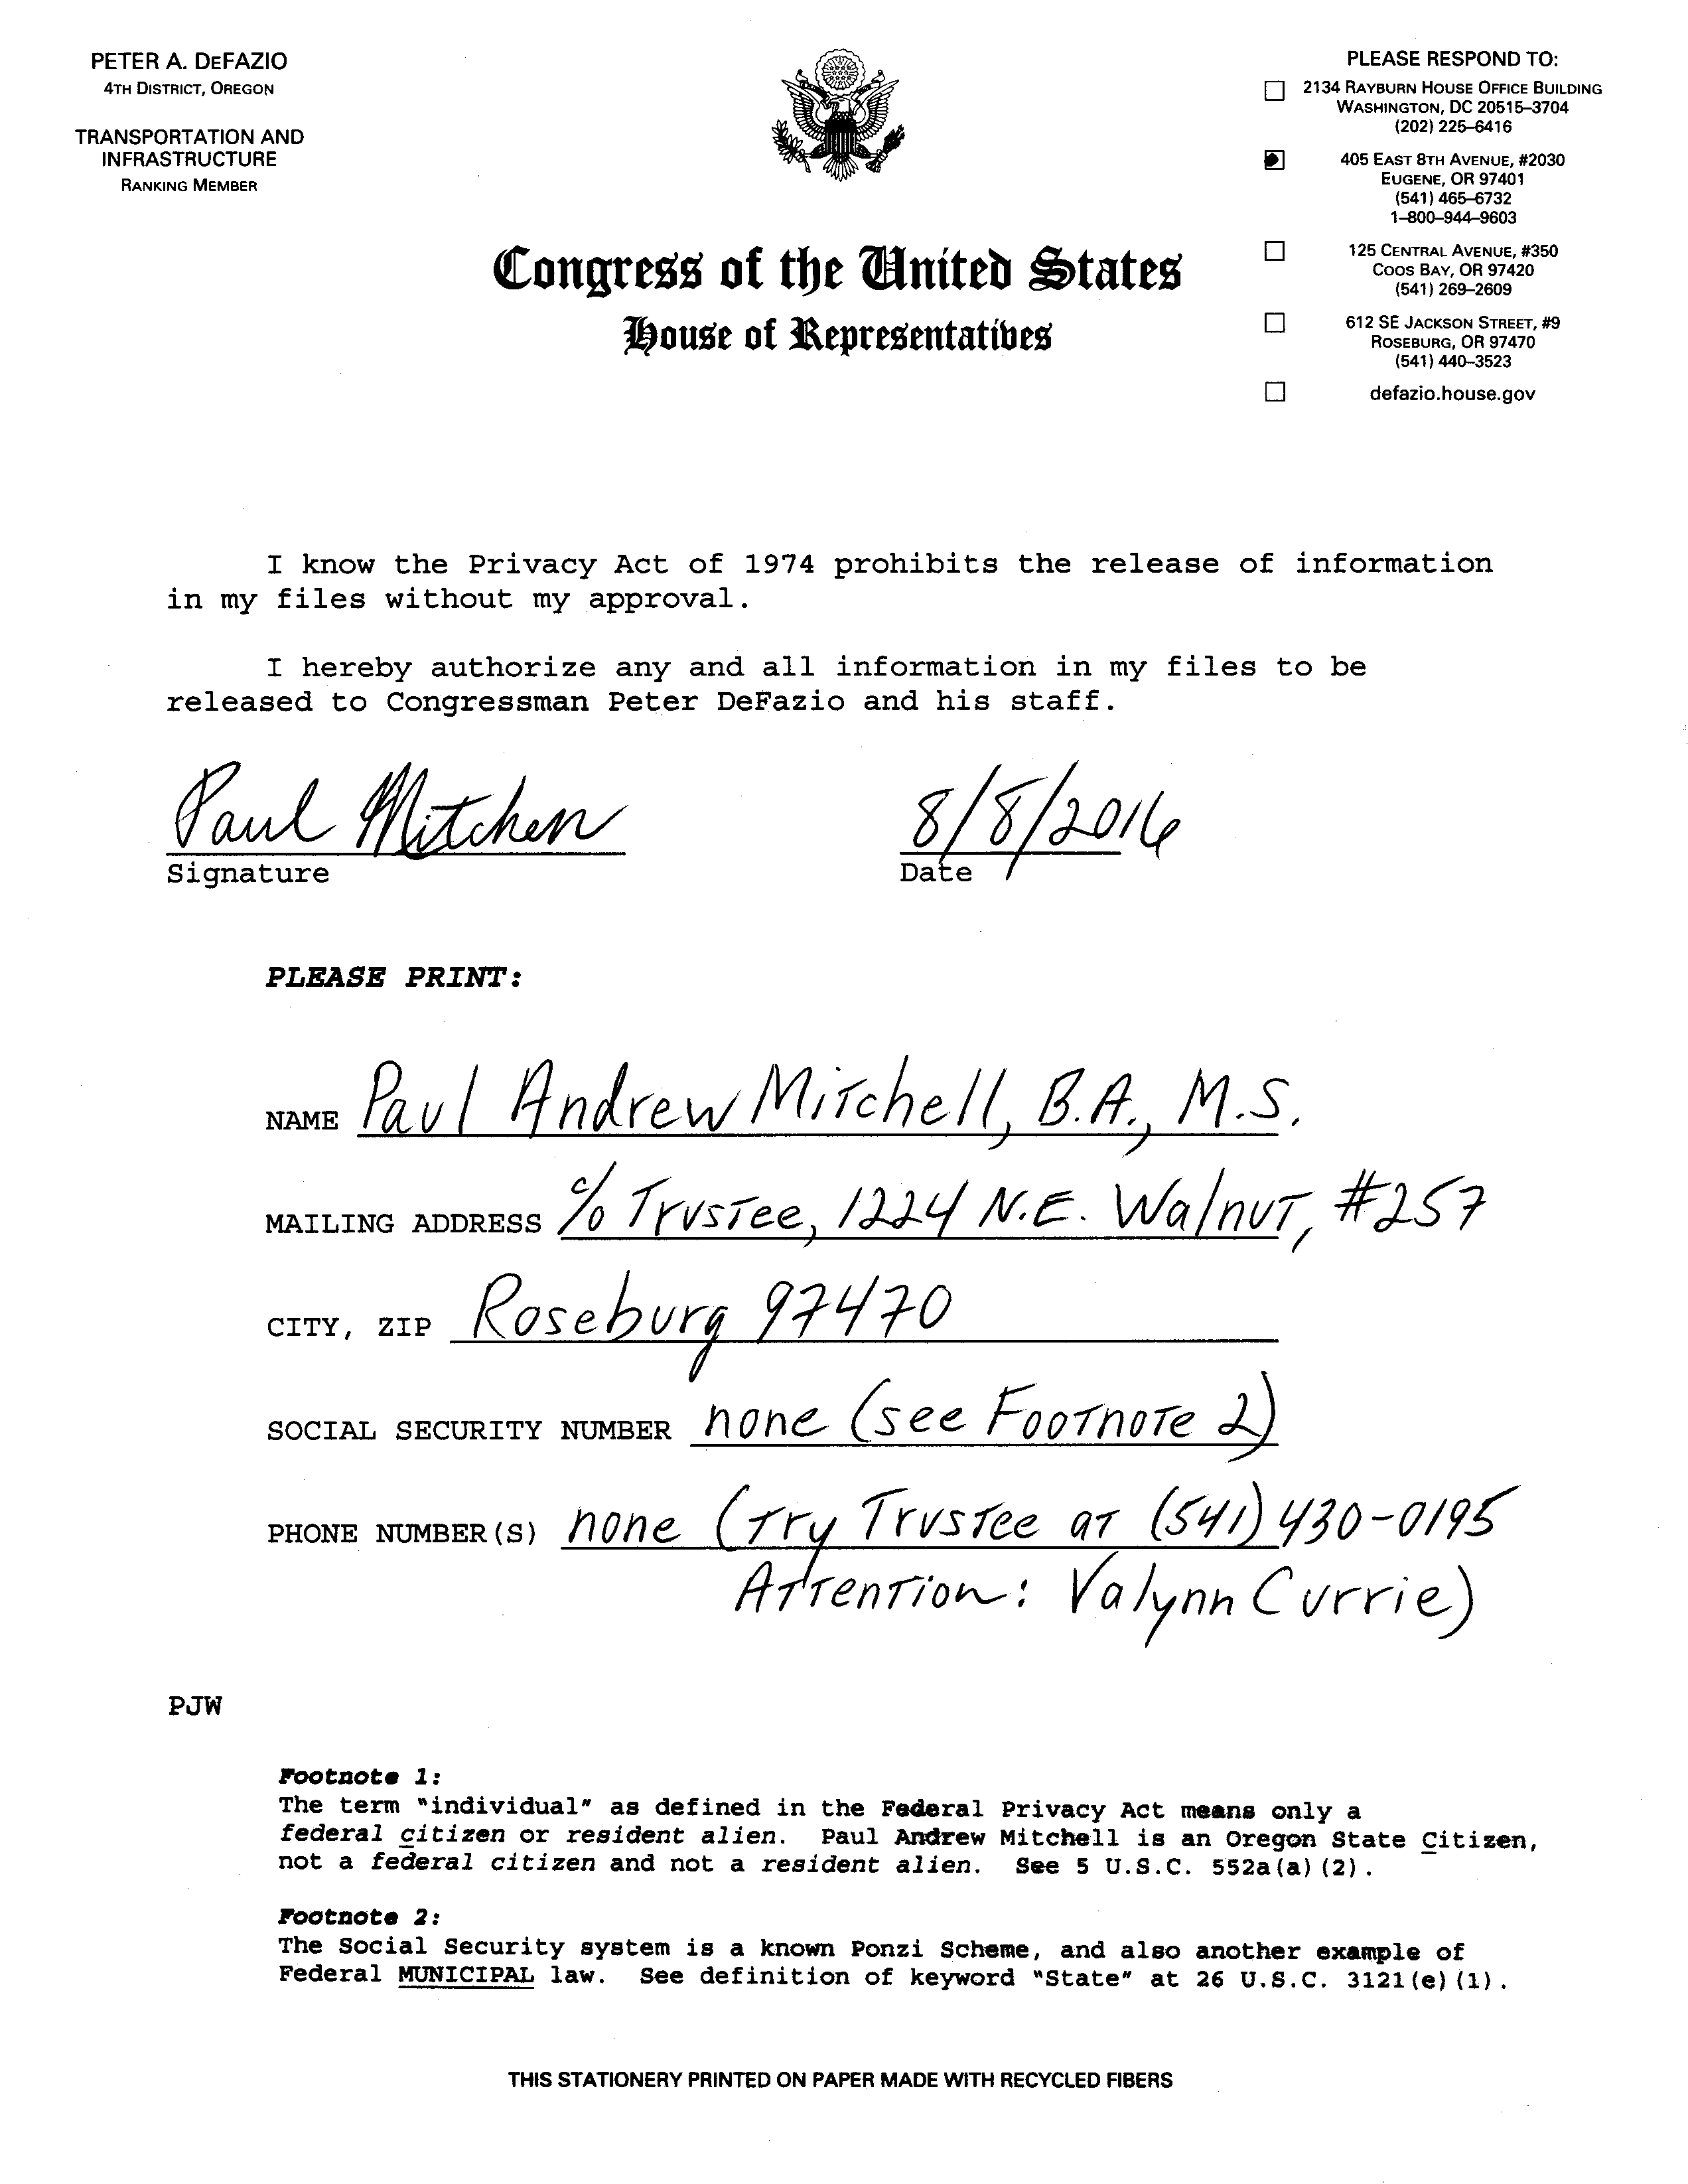 PETER A. DEFAZIO
4TH DISTRICT, OREGON
TRANSPORTATION AND
INFRASTRUCTURE
RANKING MEMBER
PLEASE RESPOND TO:
2134 RAYBURN HOUSE OFFICE BUILDING
WASHINGTON, DC 20515–3704
(202) 225–6416
405 EAST 8TH AVENUE, #2030
EUGENE, OR 97401
(541) 465–6732
1–800–944–9603
125 CENTRAL AVENUE, #350
COOS BAY, OR 97420
(541) 269–2609
612 SE JACKSON STREET, #9
ROSEBURG, OR 97470
(541) 440–3523
defazio.house.gov
Congress of the United States
House of Representatives
I know the Privacy Act of 1974 prohibits the release of information
in my files without my approval.
I hereby authorize any and all information in my files to be
released to Congressman Peter DeFazio and his staff.
Paul Mitchell 8/8/2016
Signature Date
PLEASE PRINT:
NAME Paul Andrew Mitchell, B.A., M.S.
MAILING ADDRESS c/o Trustee, 1224 N.E. Walnut, #257
CITY, ZIP Roseburg 97470
SOCIAL SECURITY NUMBER none (see Footnote 2)
PHONE NUMBER(S) none (try Trustee at (541) 430-0195
Attention: Valynn Currie)
PJW
Footnote 1:
The term "individual" as defined in the Federal Privacy Act means only a
federal citizen or resident alien. Paul Andrew Mitchell is an Oregon State Citizen,
not a federal citizen and not a resident alien. See 5 U.S.C. 552a(a)(2).
Footnote 2:
The Social Security system is a known Ponzi Scheme, and also another example of
Federal MUNICIPAL law. See definition of keyword "State" at 26 U.S.C. 3121(e)(1).
THIS STATIONERY PRINTED ON PAPER MADE WITH RECYCLED FIBERS